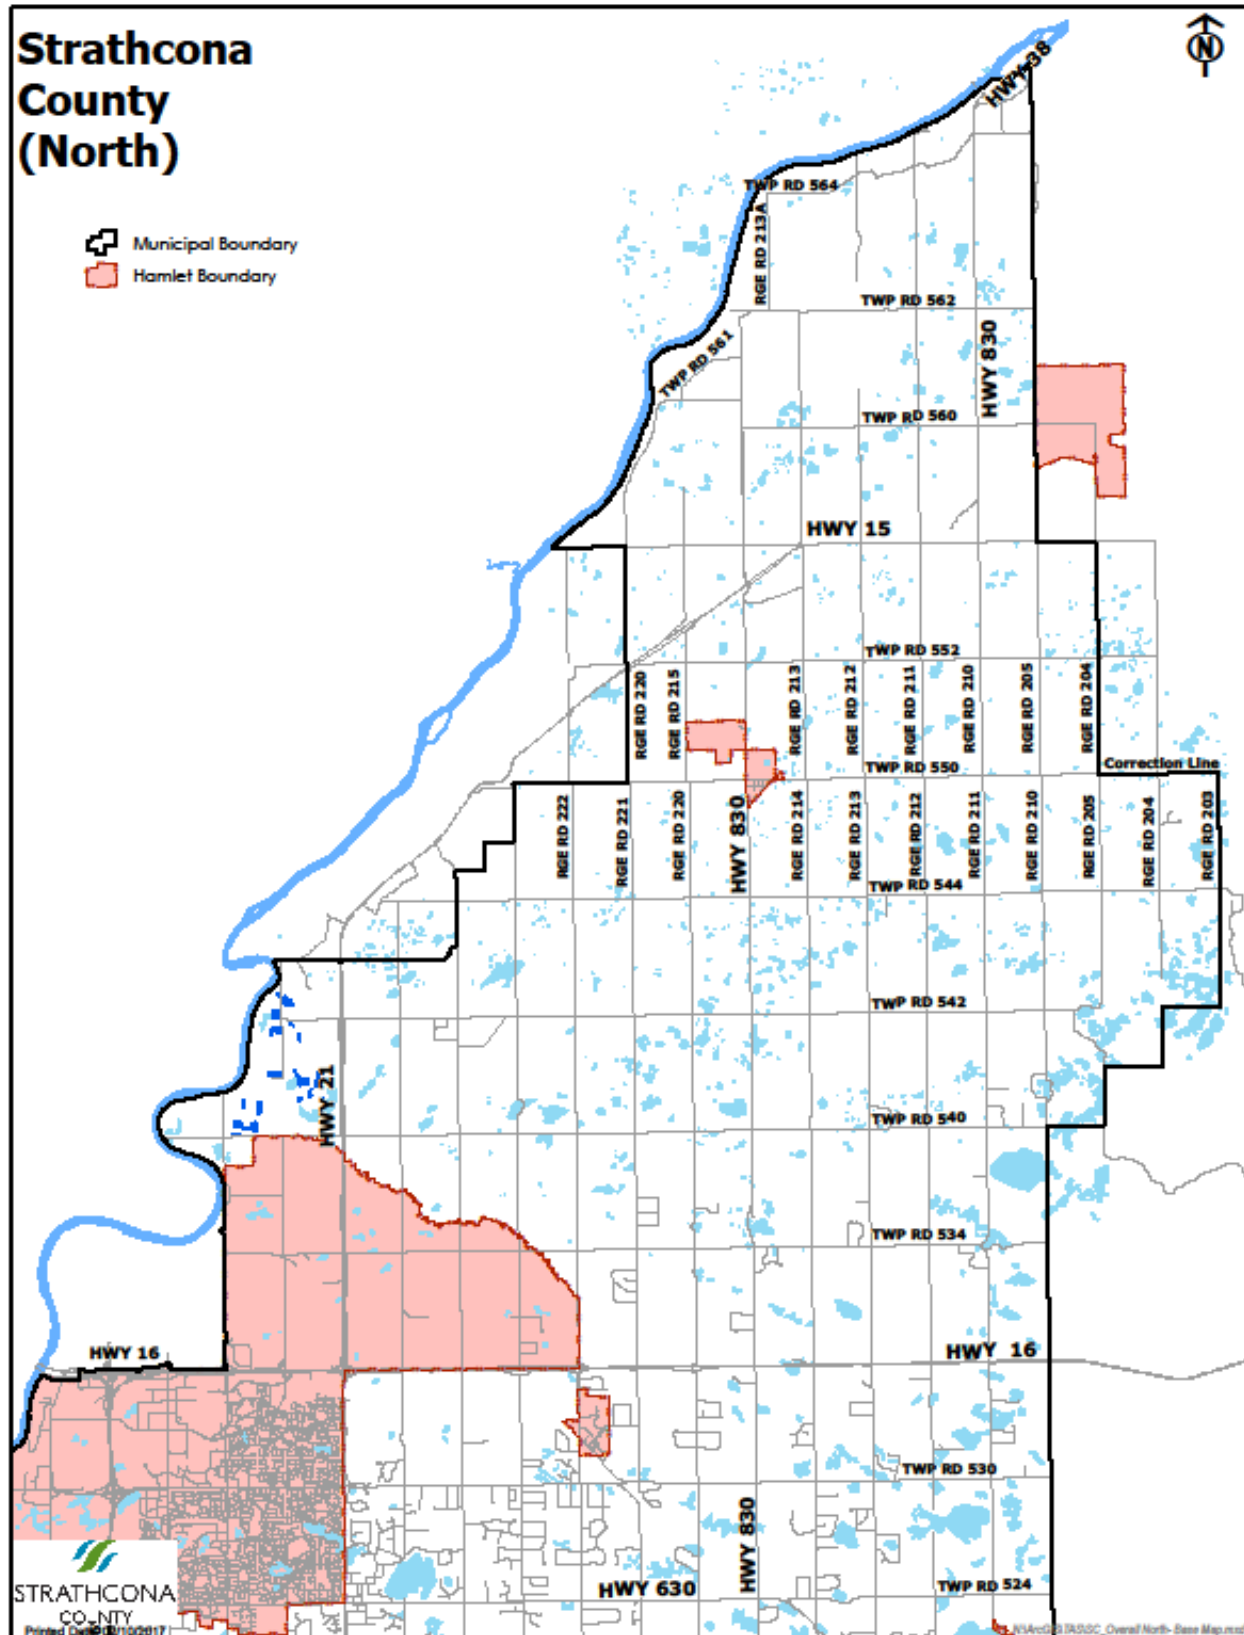 Strathcona
County
(North)
Municipal Boundary
Hamlet Boundary
N
HWY 38
TWP RD 564
RGE RD 213A
TWP RD 562
TWP RD 561
HWY 830
TWP RD 560
HWY 15
TWP RD 552
RGE RD 220
RGE RD 215
RGE RD 213
RGE RD 212
RGE RD 211
RGE RD 210
RGE RD 205
RGE RD 204
TWP RD 550
Correction Line
RGE RD 222
RGE RD 221
RGE RD 220
HWY 830
RGE RD 214
RGE RD 213
RGE RD 212
RGE RD 211
RGE RD 210
RGE RD 205
RGE RD 204
RGE RD 203
TWP RD 544
TWP RD 542
HWY 21
TWP RD 540
TWP RD 534
HWY 16
HWY 16
TWP RD 530
HWY 830
HWY 630
TWP RD 524
STRATHCONA
COUNTY